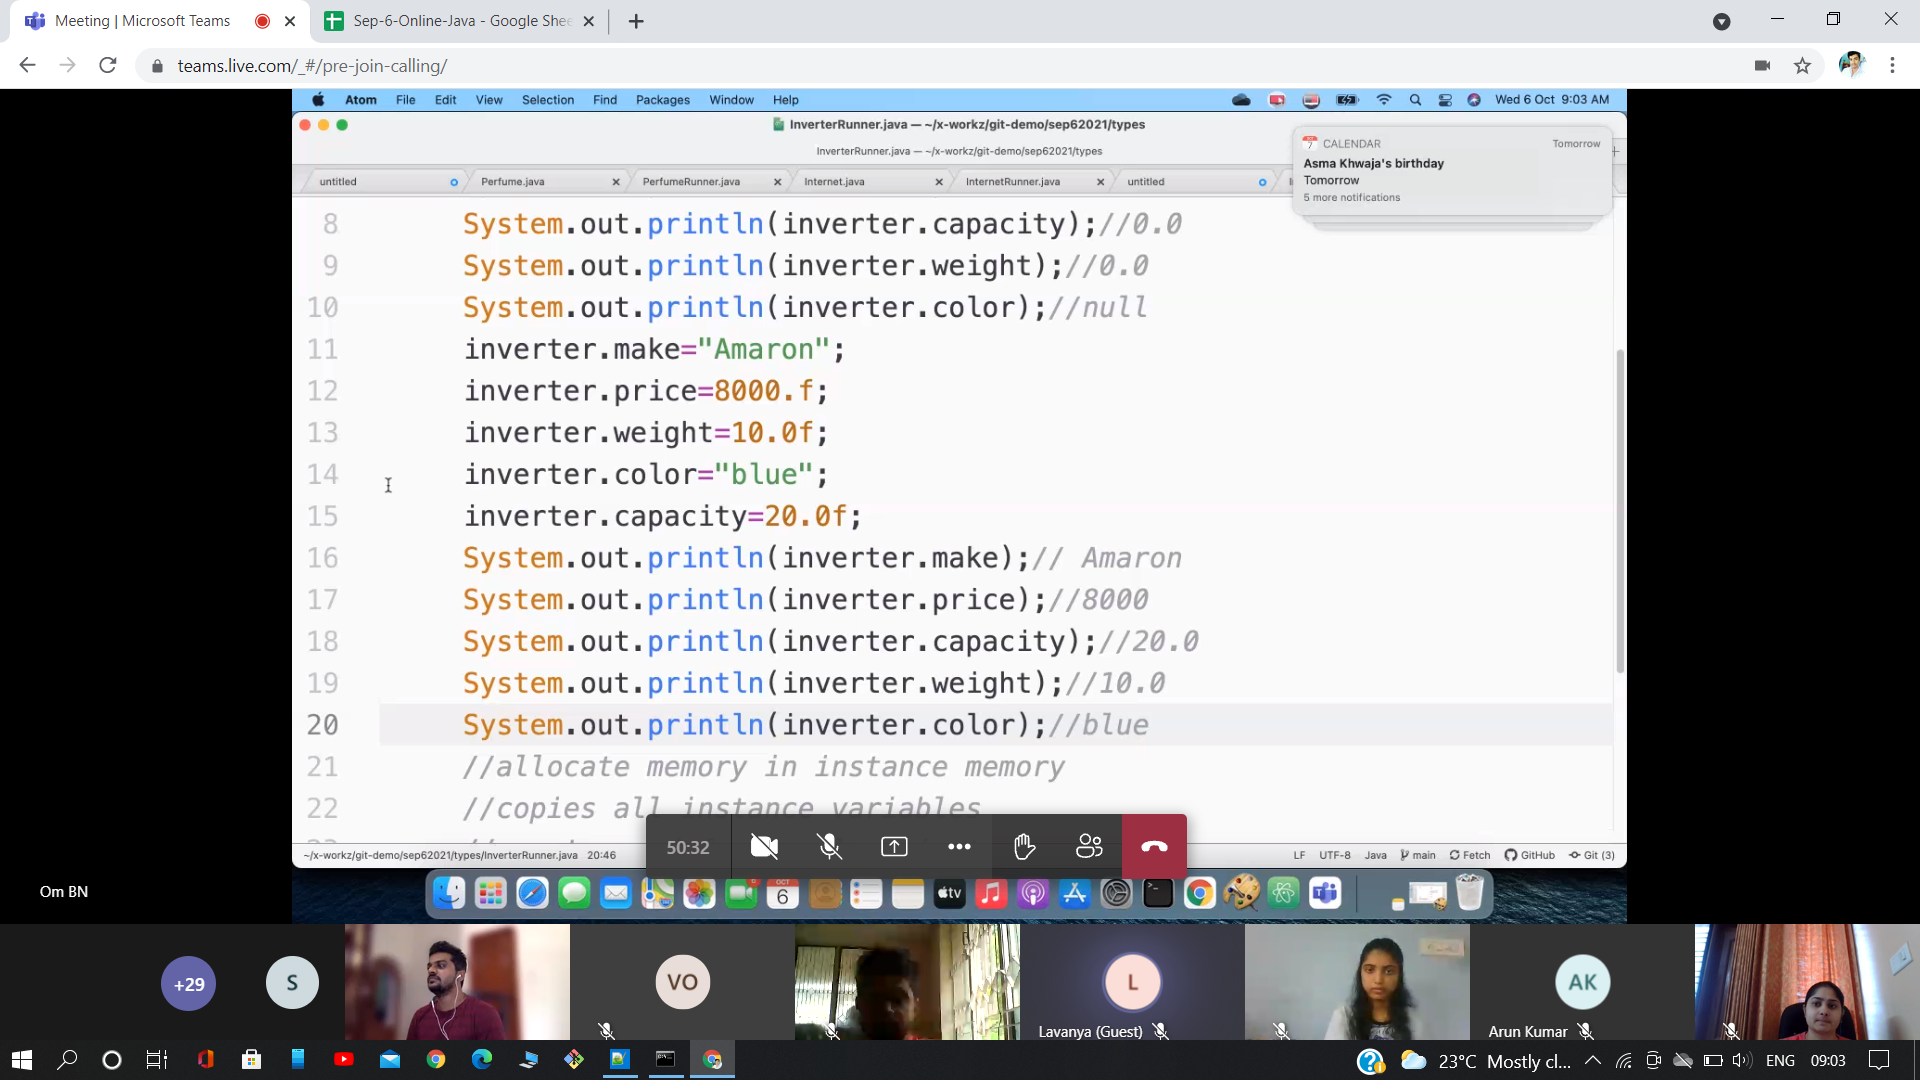 Meeting | Microsoft Teams
Sep-6-Online-Java - Google Shee
teams.live.com/_#/pre-join-calling/
Atom File Edit View Selection Find Packages Window Help
Wed 6 Oct 9:03 AM
InverterRunner.java — ~/x-workz/git-demo/sep62021/types
InverterRunner.java — ~/x-workz/git-demo/sep62021/types
CALENDAR Tomorrow
Asma Khwaja's birthday
Tomorrow
5 more notifications
untitled Perfume.java PerfumeRunner.java Internet.java InternetRunner.java untitled
8 System.out.println(inverter.capacity);//0.0
9 System.out.println(inverter.weight);//0.0
10 System.out.println(inverter.color);//null
11 inverter.make="Amaron";
12 inverter.price=8000.f;
13 inverter.weight=10.0f;
14 inverter.color="blue";
15 inverter.capacity=20.0f;
16 System.out.println(inverter.make);// Amaron
17 System.out.println(inverter.price);//8000
18 System.out.println(inverter.capacity);//20.0
19 System.out.println(inverter.weight);//10.0
20 System.out.println(inverter.color);//blue
21 //allocate memory in instance memory
22 //copies all instance variables
~/x-workz/git-demo/sep62021/types/InverterRunner.java 20:46
50:32
LF UTF-8 Java main Fetch GitHub Git (3)
OCT
6
tv
Om BN
+29
S
VO
L
Lavanya (Guest)
AK
Arun Kumar
23°C Mostly cl...
ENG
09:03